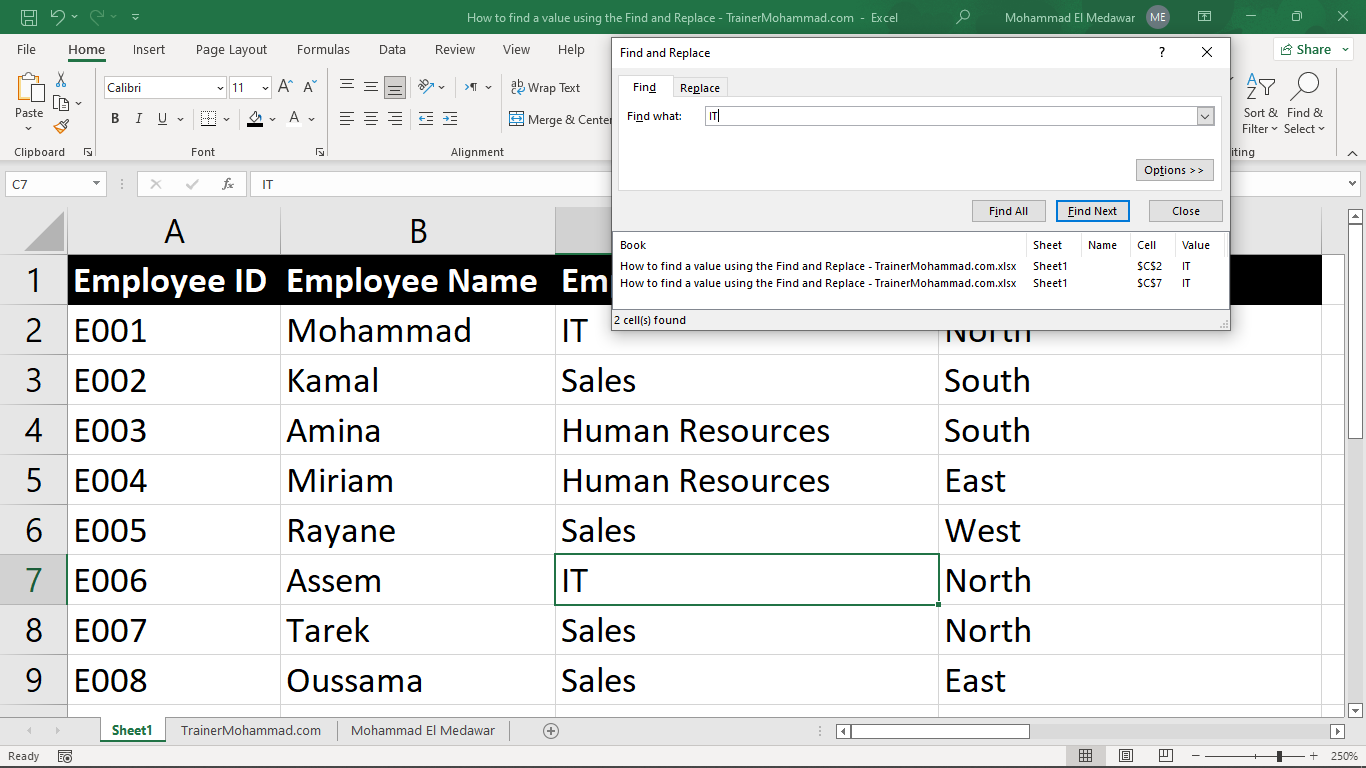 How to find a value using the Find and Replace - TrainerMohammad.com - Excel
Mohammad El Medawar ME
File Home Insert Page Layout Formulas Data Review View Help
Share
Paste
Clipboard
Calibri 11
B I U A
Font
ab Wrap Text
Merge & Center
Alignment
Sort & Filter
Find & Select
iting
Find and Replace ? 
Find Replace
Find what: IT
Options >>
Find All Find Next Close
Book Sheet Name Cell Value
How to find a value using the Find and Replace - TrainerMohammad.com.xlsx Sheet1 $C$2 IT
How to find a value using the Find and Replace - TrainerMohammad.com.xlsx Sheet1 $C$7 IT
2 cell(s) found
C7 fx IT
A B
1 Employee ID Employee Name Em
2 E001 Mohammad IT North
3 E002 Kamal Sales South
4 E003 Amina Human Resources South
5 E004 Miriam Human Resources East
6 E005 Rayane Sales West
7 E006 Assem IT North
8 E007 Tarek Sales North
9 E008 Oussama Sales East
Sheet1 TrainerMohammad.com Mohammad El Medawar
Ready 250%